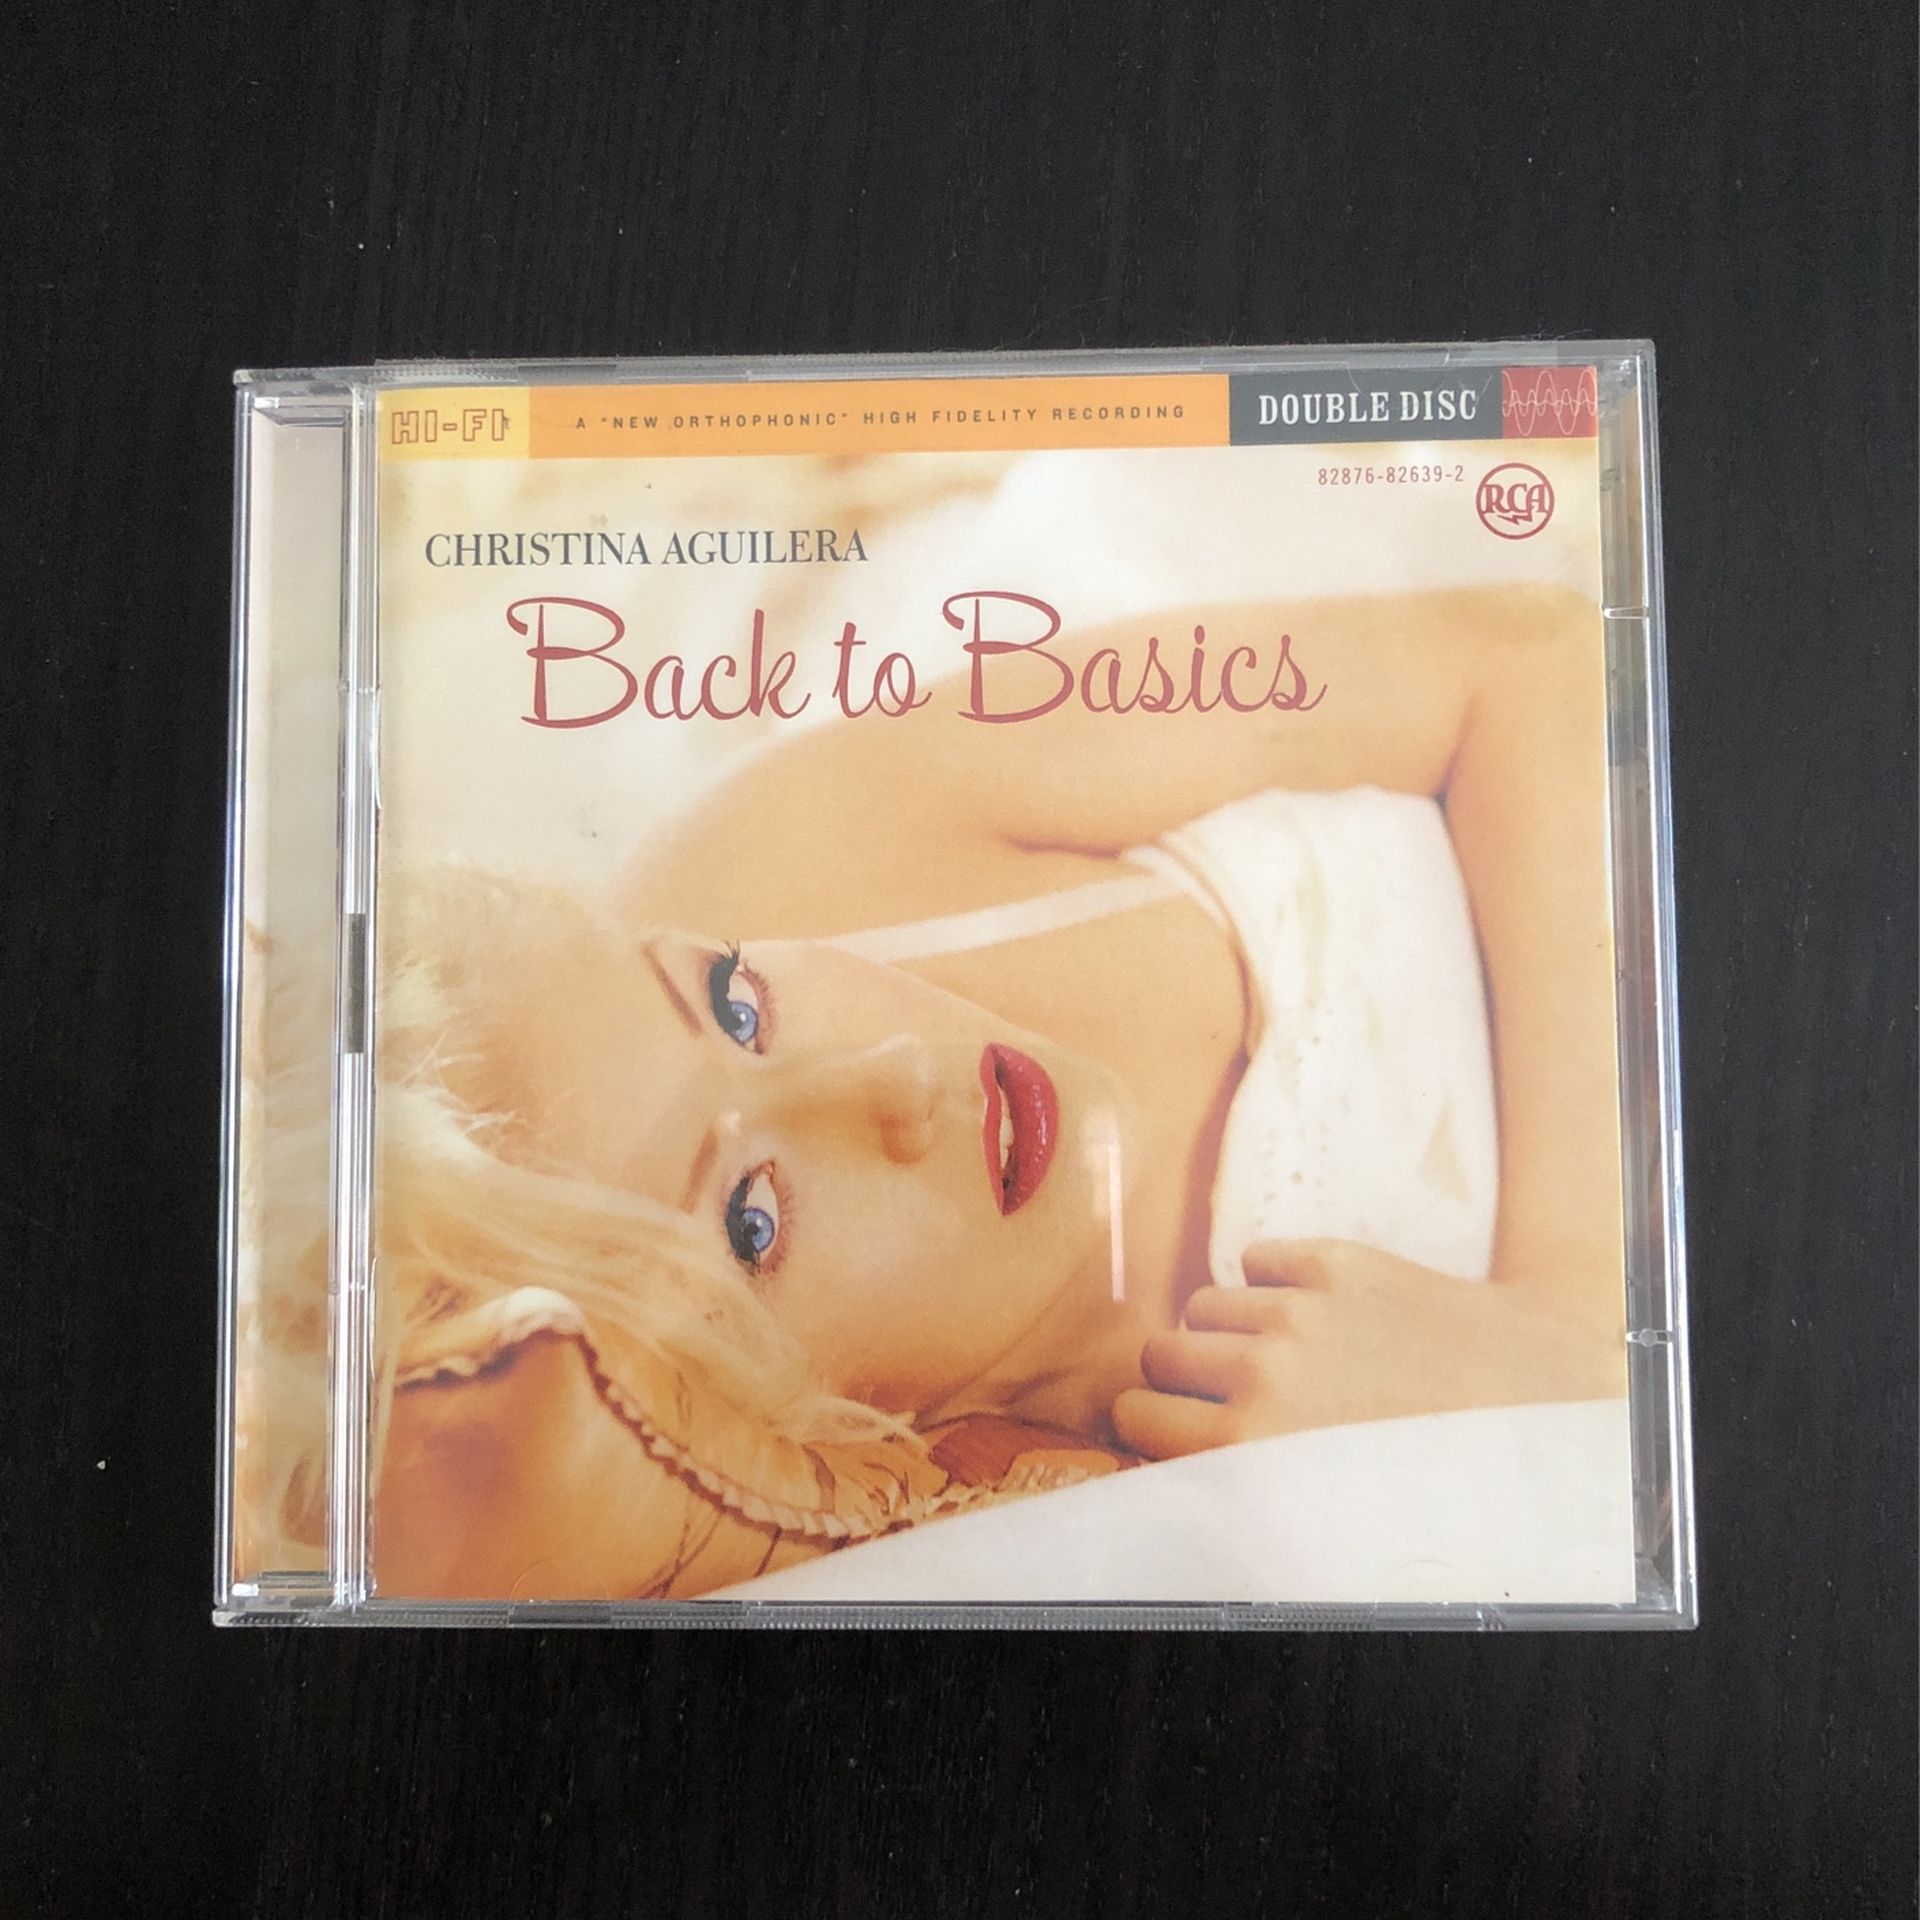 HI-FI
A "NEW ORTHOPHONIC" HIGH FIDELITY RECORDING
DOUBLE DISC
82876-82639-2
RCA
CHRISTINA AGUILERA
Back to Basics